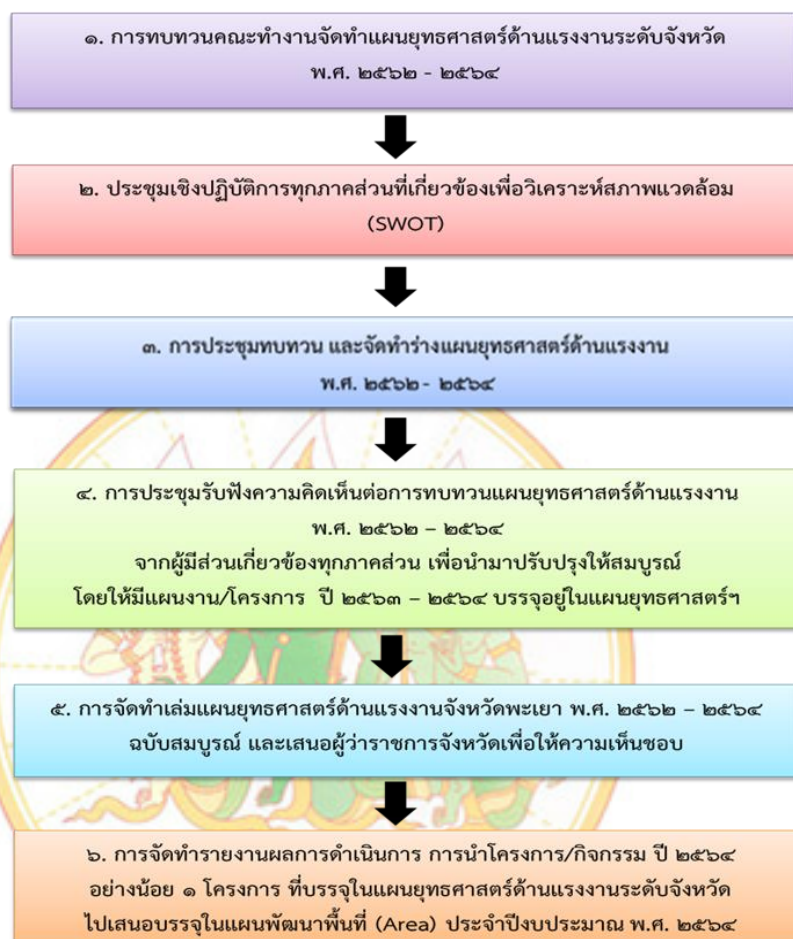 ๑. การทบทวนคณะทำงานจัดทำแผนยุทธศาสตร์ด้านแรงงานระดับจังหวัด
พ.ศ. ๒๕๖๒ - ๒๕๖๔
๒. ประชุมเชิงปฏิบัติการทุกภาคส่วนที่เกี่ยวข้องเพื่อวิเคราะห์สภาพแวดล้อม
(SWOT)
๓. การประชุมทบทวน และจัดทำร่างแผนยุทธศาสตร์ด้านแรงงาน
พ.ศ. ๒๕๖๒ - ๒๕๖๔
๔. การประชุมรับฟังความคิดเห็นต่อการทบทวนแผนยุทธศาสตร์ด้านแรงงาน
พ.ศ. ๒๕๖๒ – ๒๕๖๔
จากผู้มีส่วนเกี่ยวข้องทุกภาคส่วน เพื่อนำมาปรับปรุงให้สมบูรณ์
โดยให้มีแผนงาน/โครงการ ปี ๒๕๖๓ – ๒๕๖๔ บรรจุอยู่ในแผนยุทธศาสตร์ฯ
๕. การจัดทำเล่มแผนยุทธศาสตร์ด้านแรงงานจังหวัดพะเยา พ.ศ. ๒๕๖๒ – ๒๕๖๔
ฉบับสมบูรณ์ และเสนอผู้ว่าราชการจังหวัดเพื่อให้ความเห็นชอบ
๖. การจัดทำรายงานผลการดำเนินการ การนำโครงการ/กิจกรรม ปี ๒๕๖๔
อย่างน้อย ๑ โครงการ ที่บรรจุในแผนยุทธศาสตร์ด้านแรงงานระดับจังหวัด
ไปเสนอบรรจุในแผนพัฒนาพื้นที่ (Area) ประจำปีงบประมาณ พ.ศ. ๒๕๖๔